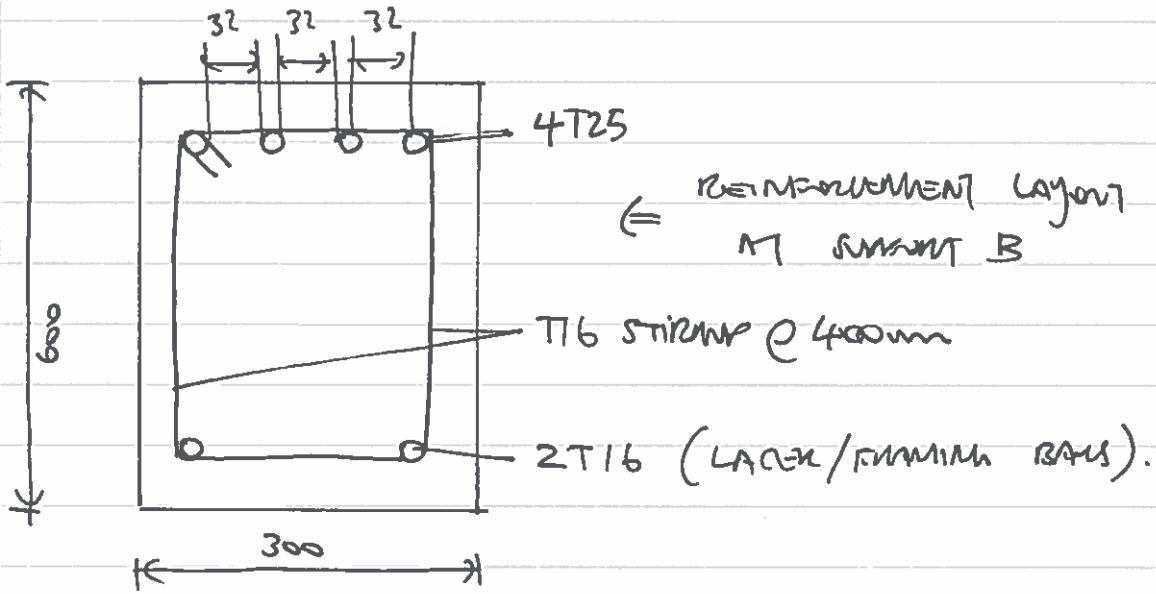 32 32 32
4T25
⇐ REINFORCEMENT LAYOUT
AT SUPPORT B
600
T16 STIRRUP @ 400mm
2T16 (LACER/FRAMING BARS).
300